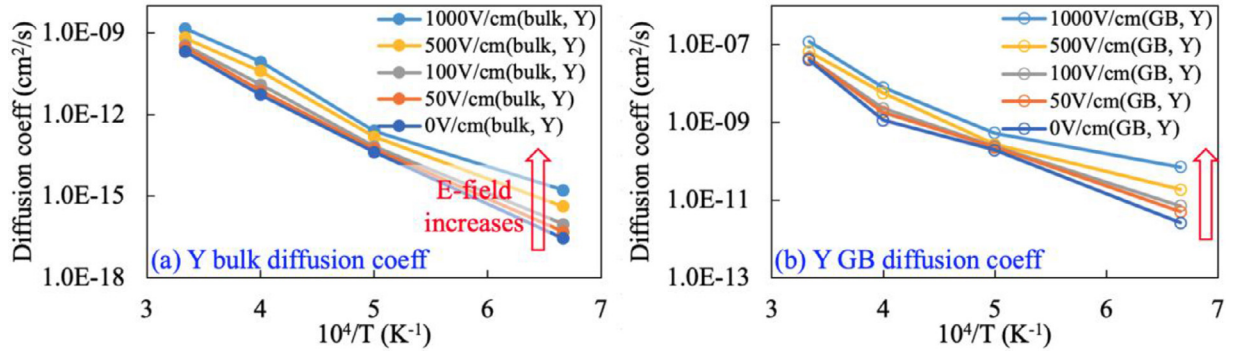 Diffusion coeff (cm²/s)
1.0E-09
1.0E-12
1.0E-15
1.0E-18
1000V/cm(bulk, Y)
500V/cm(bulk, Y)
100V/cm(bulk, Y)
50V/cm(bulk, Y)
0V/cm(bulk, Y)
E-field
increases
(a) Y bulk diffusion coeff
3 4 5 6 7
10⁴/T (K⁻¹)
Diffusion coeff (cm²/s)
1.0E-07
1.0E-09
1.0E-11
1.0E-13
1000V/cm(GB, Y)
500V/cm(GB, Y)
100V/cm(GB, Y)
50V/cm(GB, Y)
0V/cm(GB, Y)
(b) Y GB diffusion coeff
3 4 5 6 7
10⁴/T (K⁻¹)